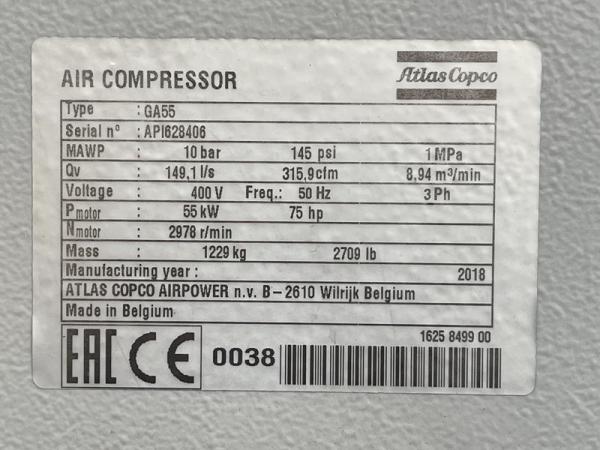 AIR COMPRESSOR
Atlas Copco
Type : GA55
Serial n° : API628406
MAWP : 10 bar 145 psi 1 MPa
Qv : 149,1 l/s 315,9 cfm 8,94 m³/min
Voltage : 400 V Freq.: 50 Hz 3 Ph
Pmotor : 55 kW 75 hp
Nmotor : 2978 r/min
Mass : 1229 kg 2709 lb
Manufacturing year : 2018
ATLAS COPCO AIRPOWER n.v. B–2610 Wilrijk Belgium
Made in Belgium
1625 8499 00
EAC CE 0038